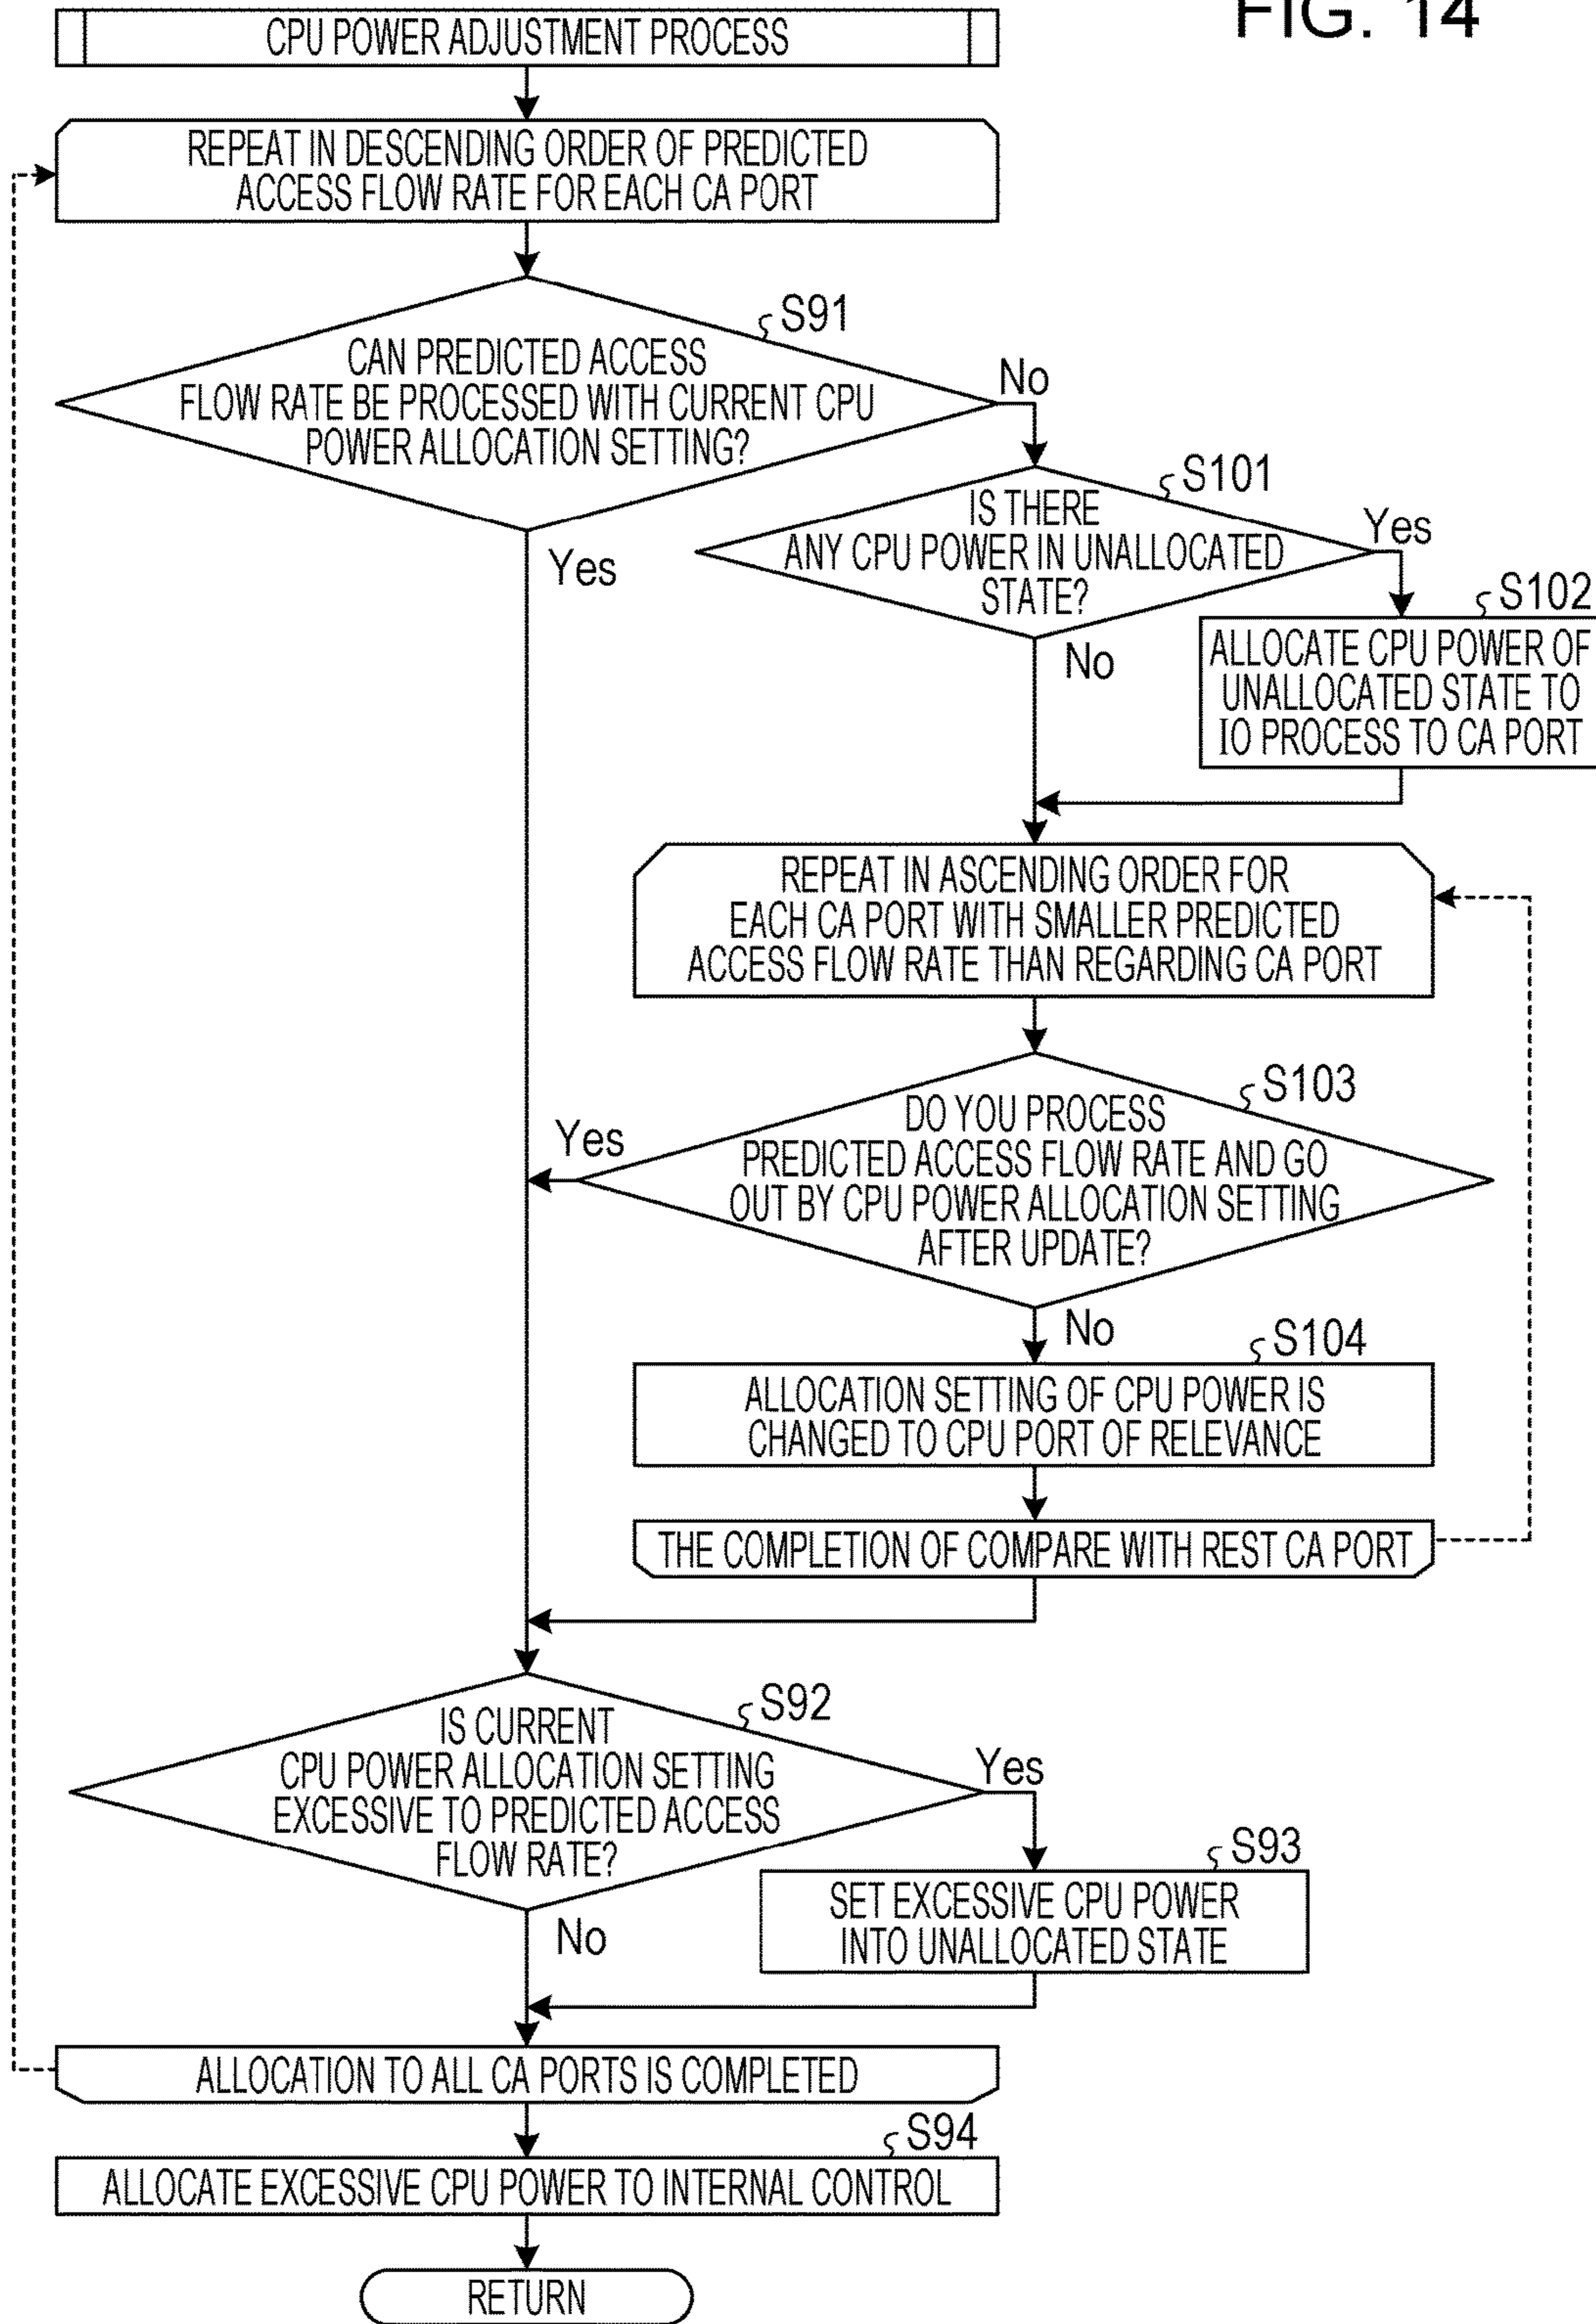 FIG. 14
CPU POWER ADJUSTMENT PROCESS
REPEAT IN DESCENDING ORDER OF PREDICTED
ACCESS FLOW RATE FOR EACH CA PORT
S91
CAN PREDICTED ACCESS
FLOW RATE BE PROCESSED WITH CURRENT CPU
POWER ALLOCATION SETTING?
No
Yes
S101
IS THERE
ANY CPU POWER IN UNALLOCATED
STATE?
Yes
No
S102
ALLOCATE CPU POWER OF
UNALLOCATED STATE TO
IO PROCESS TO CA PORT
REPEAT IN ASCENDING ORDER FOR
EACH CA PORT WITH SMALLER PREDICTED
ACCESS FLOW RATE THAN REGARDING CA PORT
S103
DO YOU PROCESS
PREDICTED ACCESS FLOW RATE AND GO
OUT BY CPU POWER ALLOCATION SETTING
AFTER UPDATE?
Yes
No
S104
ALLOCATION SETTING OF CPU POWER IS
CHANGED TO CPU PORT OF RELEVANCE
THE COMPLETION OF COMPARE WITH REST CA PORT
S92
IS CURRENT
CPU POWER ALLOCATION SETTING
EXCESSIVE TO PREDICTED ACCESS
FLOW RATE?
Yes
No
S93
SET EXCESSIVE CPU POWER
INTO UNALLOCATED STATE
ALLOCATION TO ALL CA PORTS IS COMPLETED
S94
ALLOCATE EXCESSIVE CPU POWER TO INTERNAL CONTROL
RETURN